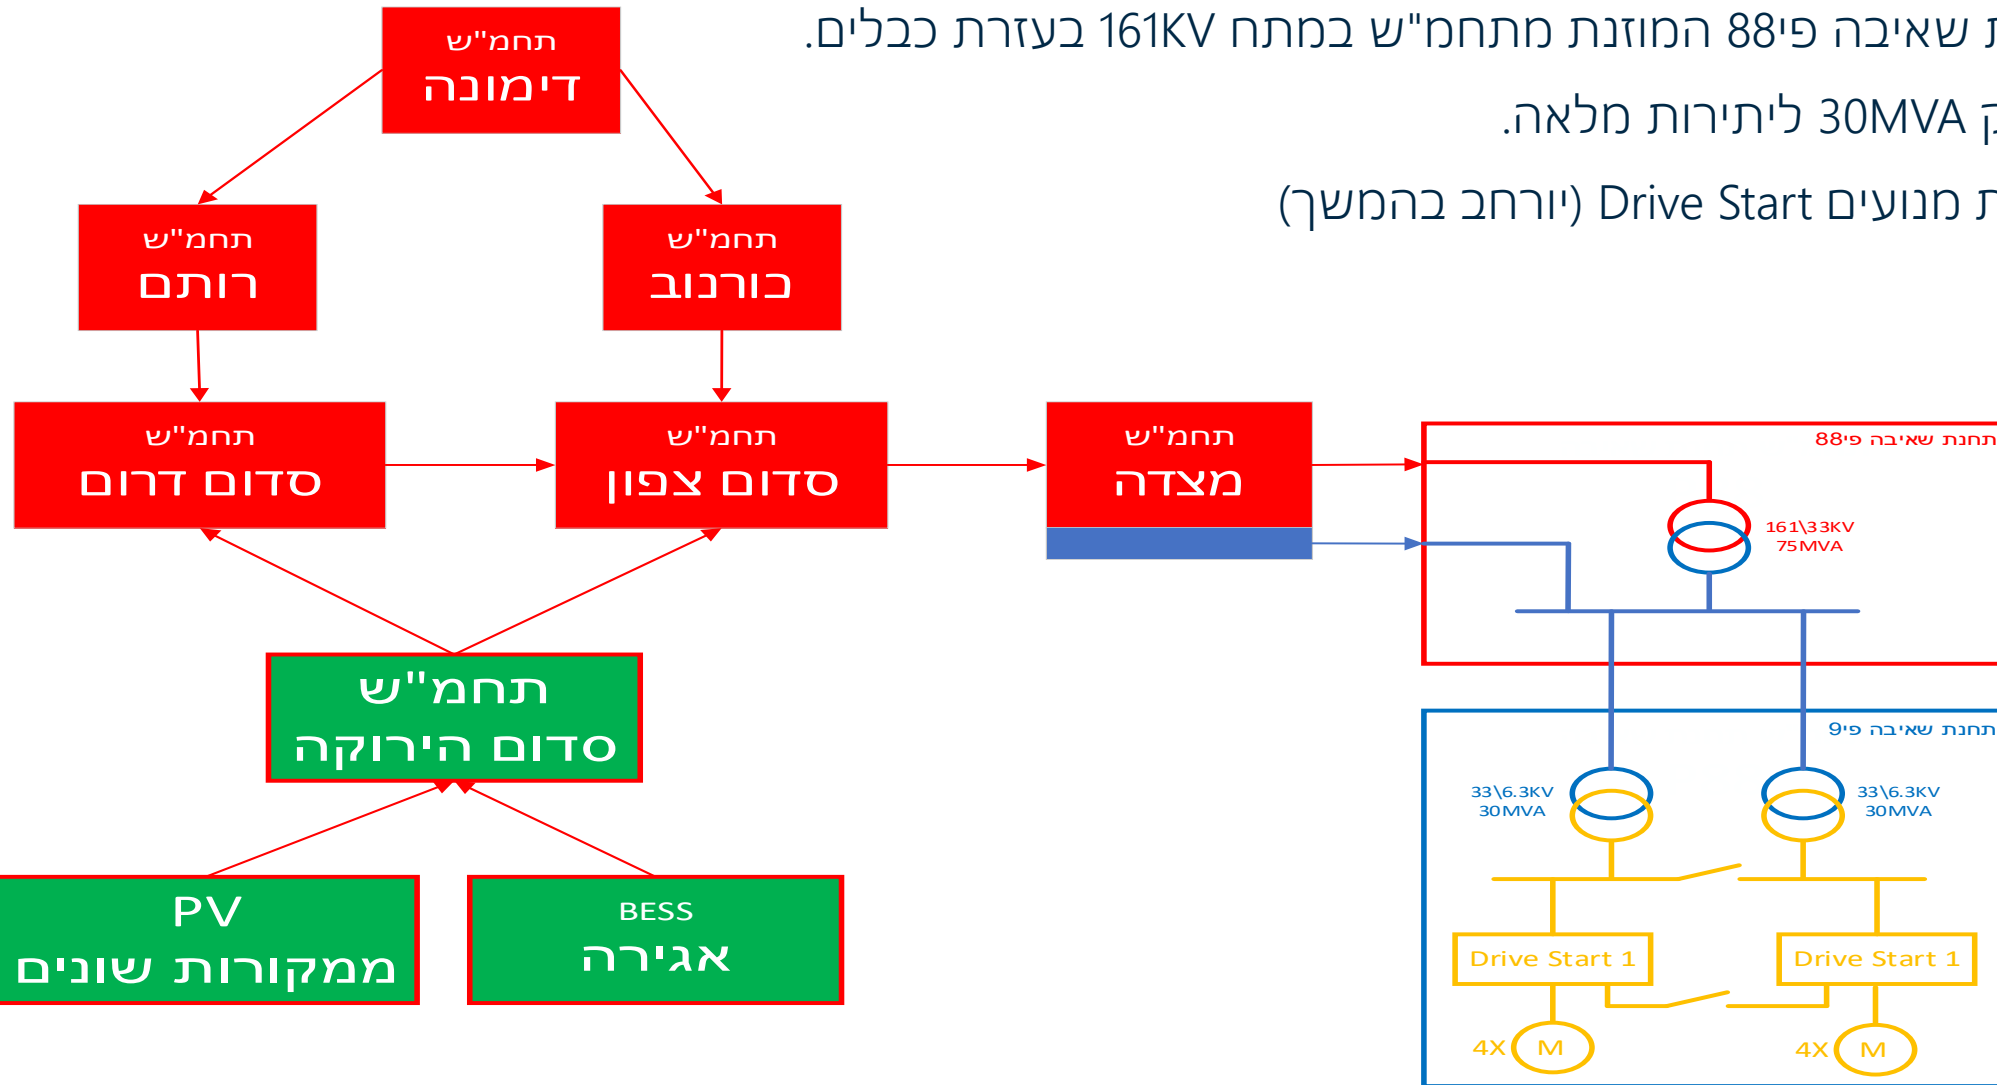 שאיבה פי88 המוזנת מתחמ"ש במתח 161KV בעזרת כבלים.
30MVA ליתירות מלאה.
מנועים Drive Start (יורחב בהמשך)
תחמ"ש
דימונה
תחמ"ש
רותם
תחמ"ש
כורנוב
תחמ"ש
סדום דרום
תחמ"ש
סדום צפון
תחמ"ש
מצדה
תחנת שאיבה פי88
161\33KV
75MVA
תחמ"ש
סדום הירוקה
תחנת שאיבה פי9
33\6.3KV
30MVA
33\6.3KV
30MVA
PV
ממקורות שונים
BESS
אגירה
Drive Start 1
Drive Start 1
4X
M
4X
M